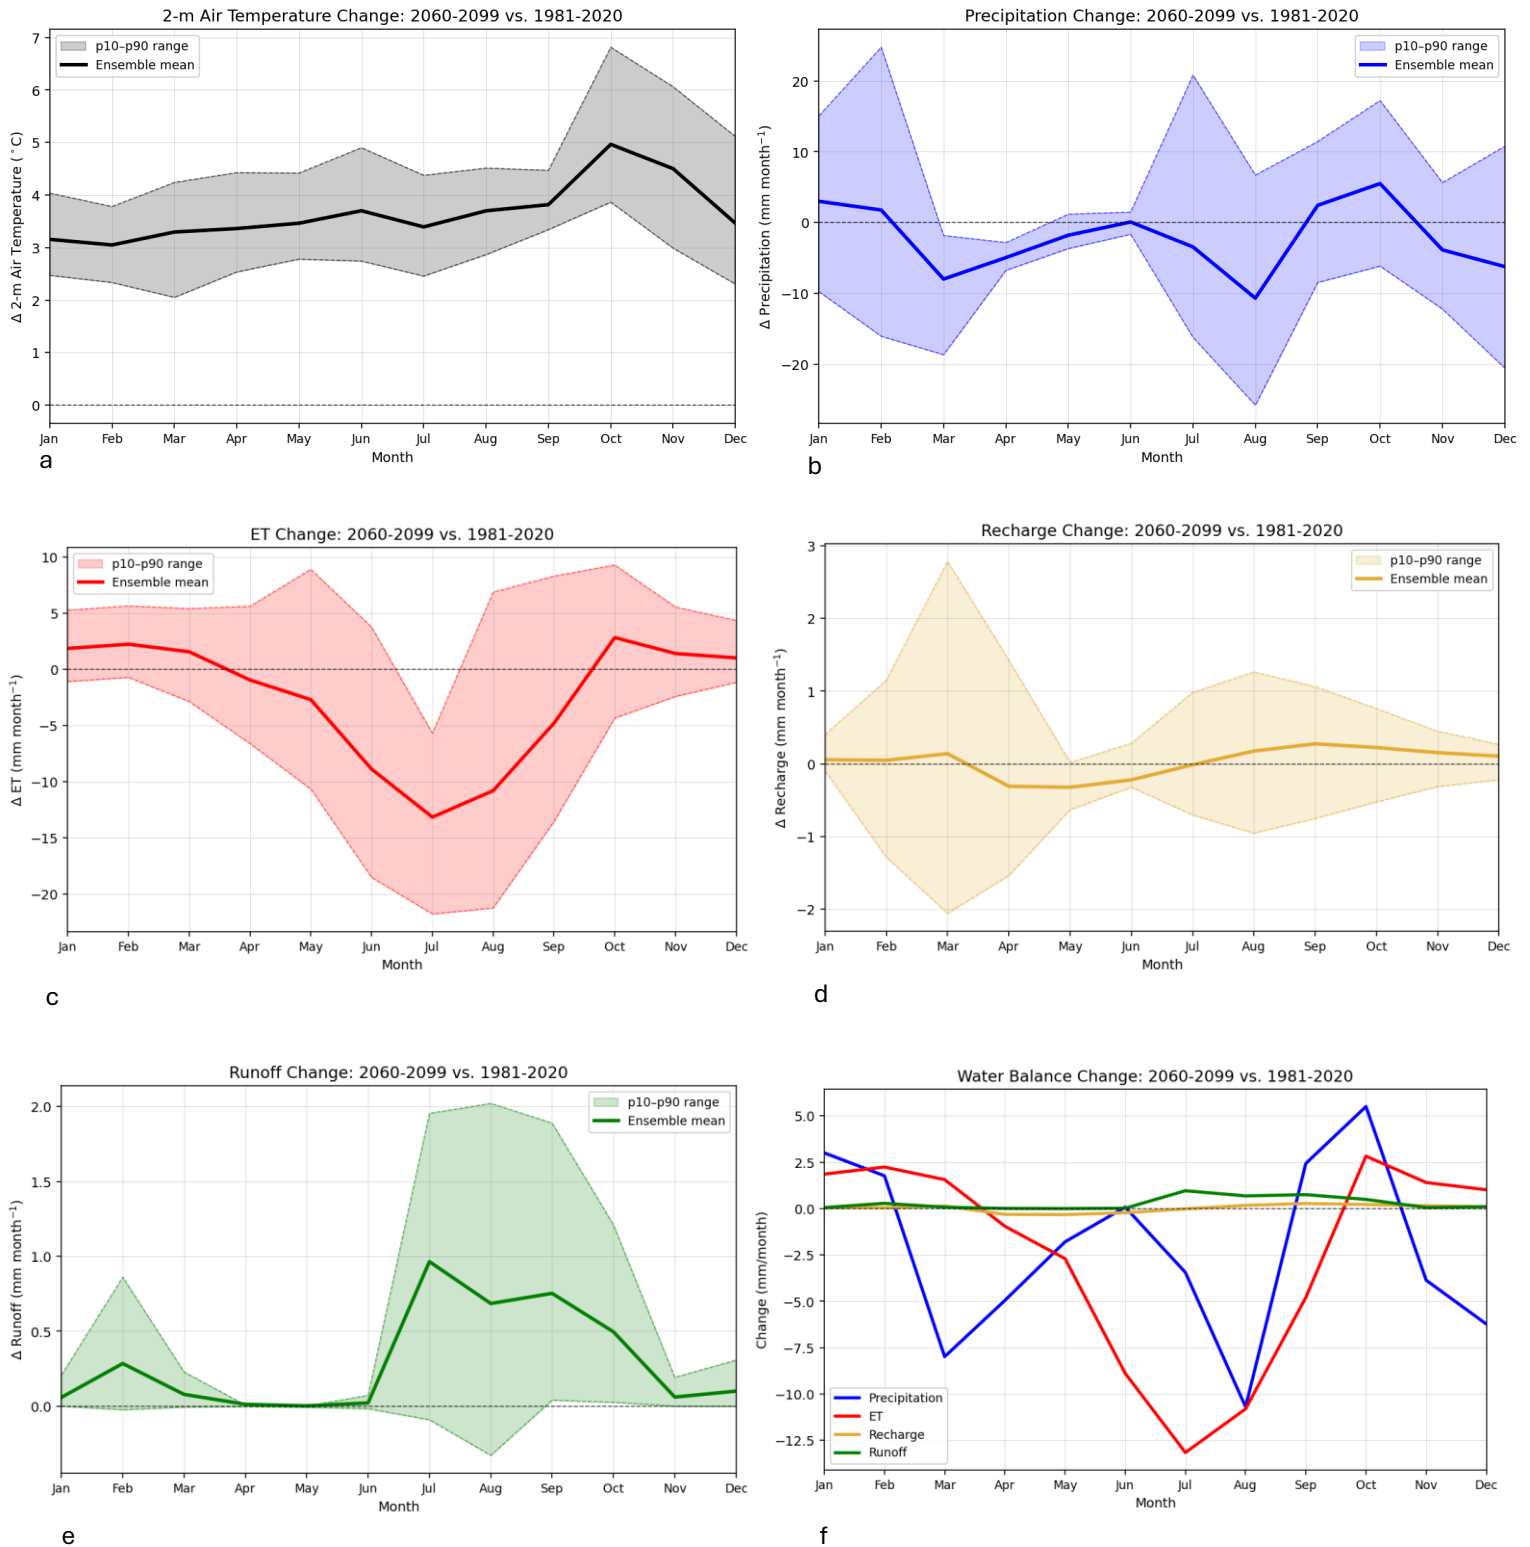 2-m Air Temperature Change: 2060-2099 vs. 1981-2020
p10–p90 range
Ensemble mean
Δ 2-m Air Temperature (°C)
7
6
5
4
3
2
1
0
Jan Feb Mar Apr May Jun Jul Aug Sep Oct Nov Dec
Month
a
Precipitation Change: 2060-2099 vs. 1981-2020
p10–p90 range
Ensemble mean
Δ Precipitation (mm month⁻¹)
20
10
0
−10
−20
Jan Feb Mar Apr May Jun Jul Aug Sep Oct Nov Dec
Month
b
ET Change: 2060-2099 vs. 1981-2020
p10–p90 range
Ensemble mean
Δ ET (mm month⁻¹)
10
5
0
−5
−10
−15
−20
Jan Feb Mar Apr May Jun Jul Aug Sep Oct Nov Dec
Month
c
Recharge Change: 2060-2099 vs. 1981-2020
p10–p90 range
Ensemble mean
Δ Recharge (mm month⁻¹)
3
2
1
0
−1
−2
Jan Feb Mar Apr May Jun Jul Aug Sep Oct Nov Dec
Month
d
Runoff Change: 2060-2099 vs. 1981-2020
p10–p90 range
Ensemble mean
Δ Runoff (mm month⁻¹)
2.0
1.5
1.0
0.5
0.0
Jan Feb Mar Apr May Jun Jul Aug Sep Oct Nov Dec
Month
e
Water Balance Change: 2060-2099 vs. 1981-2020
Change (mm/month)
5.0
2.5
0.0
−2.5
−5.0
−7.5
−10.0
−12.5
Precipitation
ET
Recharge
Runoff
Jan Feb Mar Apr May Jun Jul Aug Sep Oct Nov Dec
Month
f